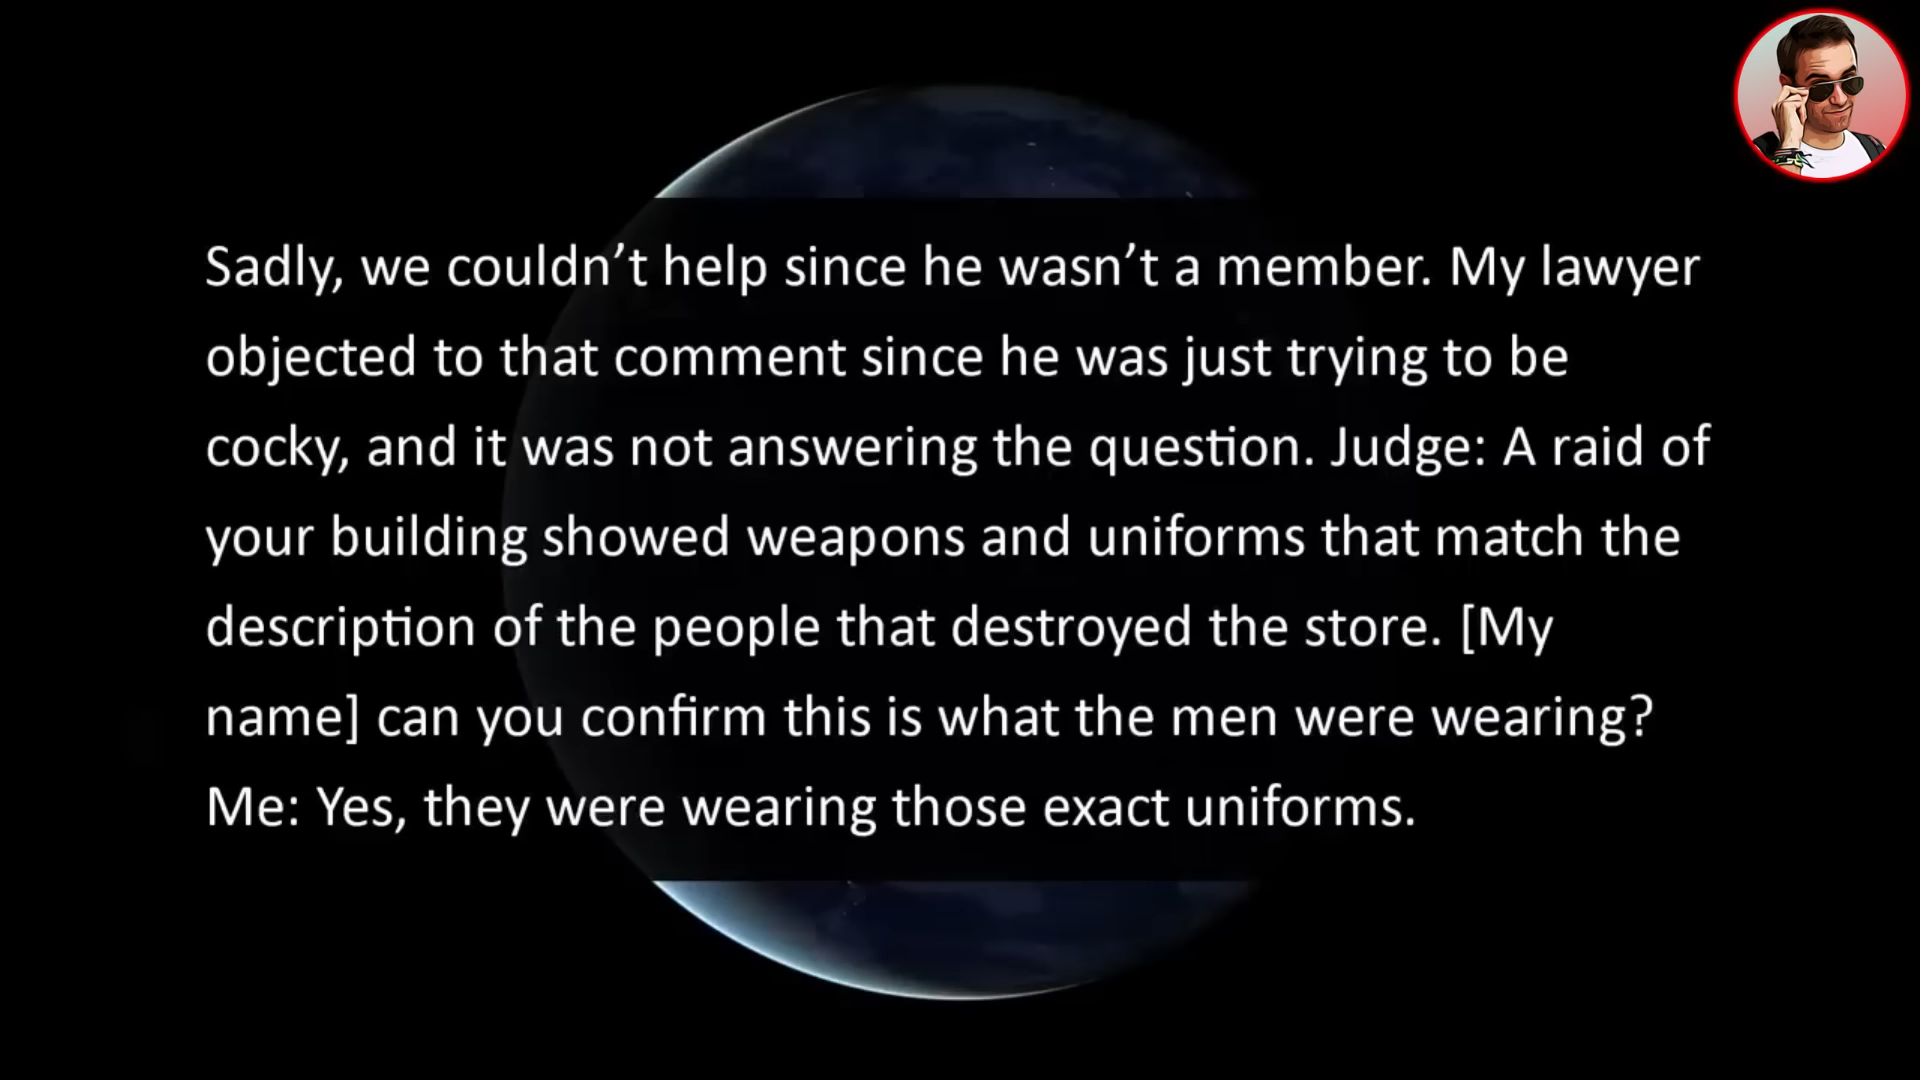 Sadly, we couldn’t help since he wasn’t a member. My lawyer
objected to that comment since he was just trying to be
cocky, and it was not answering the question. Judge: A raid of
your building showed weapons and uniforms that match the
description of the people that destroyed the store. [My
name] can you confirm this is what the men were wearing?
Me: Yes, they were wearing those exact uniforms.